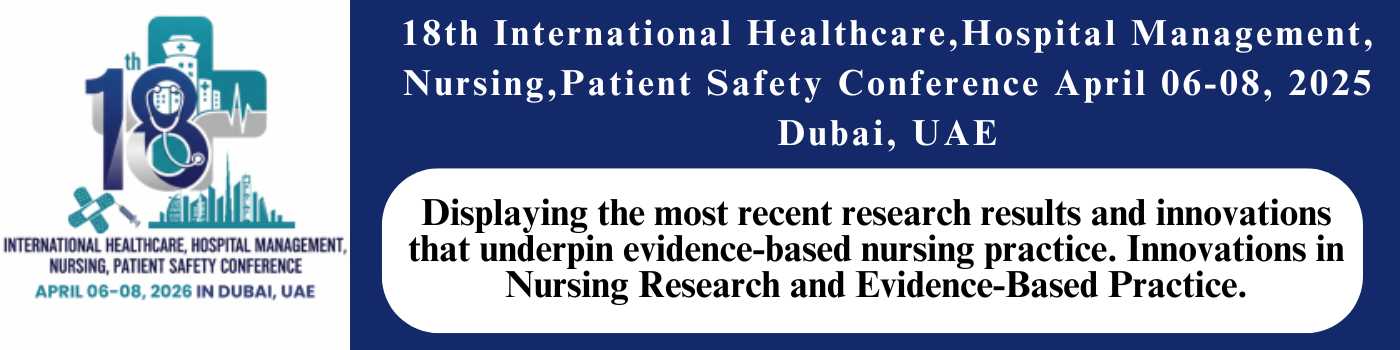 18
th
INTERNATIONAL HEALTHCARE, HOSPITAL MANAGEMENT,
NURSING, PATIENT SAFETY CONFERENCE
APRIL 06-08, 2026 IN DUBAI, UAE
18th International Healthcare,Hospital Management,
Nursing,Patient Safety Conference April 06-08, 2025
Dubai, UAE
Displaying the most recent research results and innovations
that underpin evidence-based nursing practice. Innovations in
Nursing Research and Evidence-Based Practice.